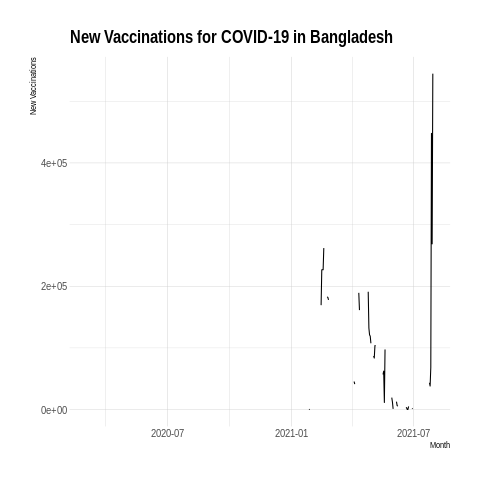 New Vaccinations for COVID-19 in Bangladesh
New Vaccinations
4e+05
2e+05
0e+00
2020-07
2021-01
2021-07
Month